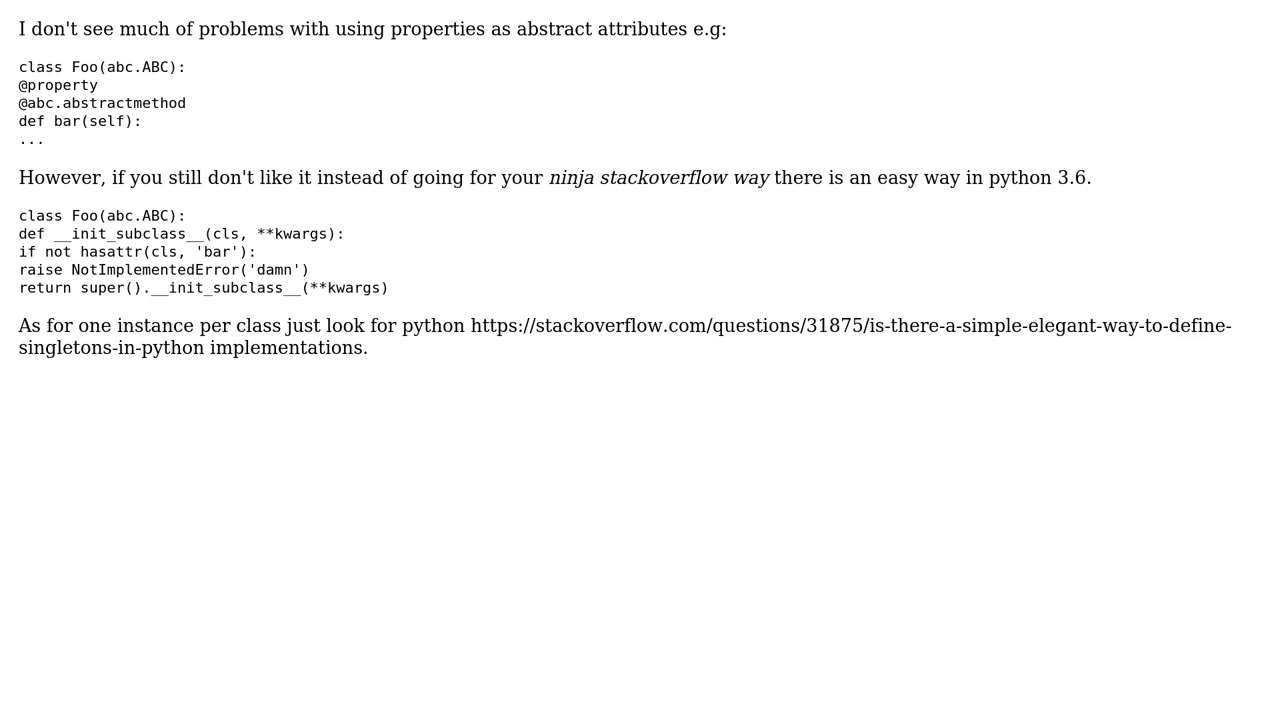 I don't see much of problems with using properties as abstract attributes e.g:
class Foo(abc.ABC):
@property
@abc.abstractmethod
def bar(self):
...
However, if you still don't like it instead of going for your ninja stackoverflow way there is an easy way in python 3.6.
class Foo(abc.ABC):
def __init_subclass__(cls, **kwargs):
if not hasattr(cls, 'bar'):
raise NotImplementedError('damn')
return super().__init_subclass__(**kwargs)
As for one instance per class just look for python https://stackoverflow.com/questions/31875/is-there-a-simple-elegant-way-to-define-
singletons-in-python implementations.